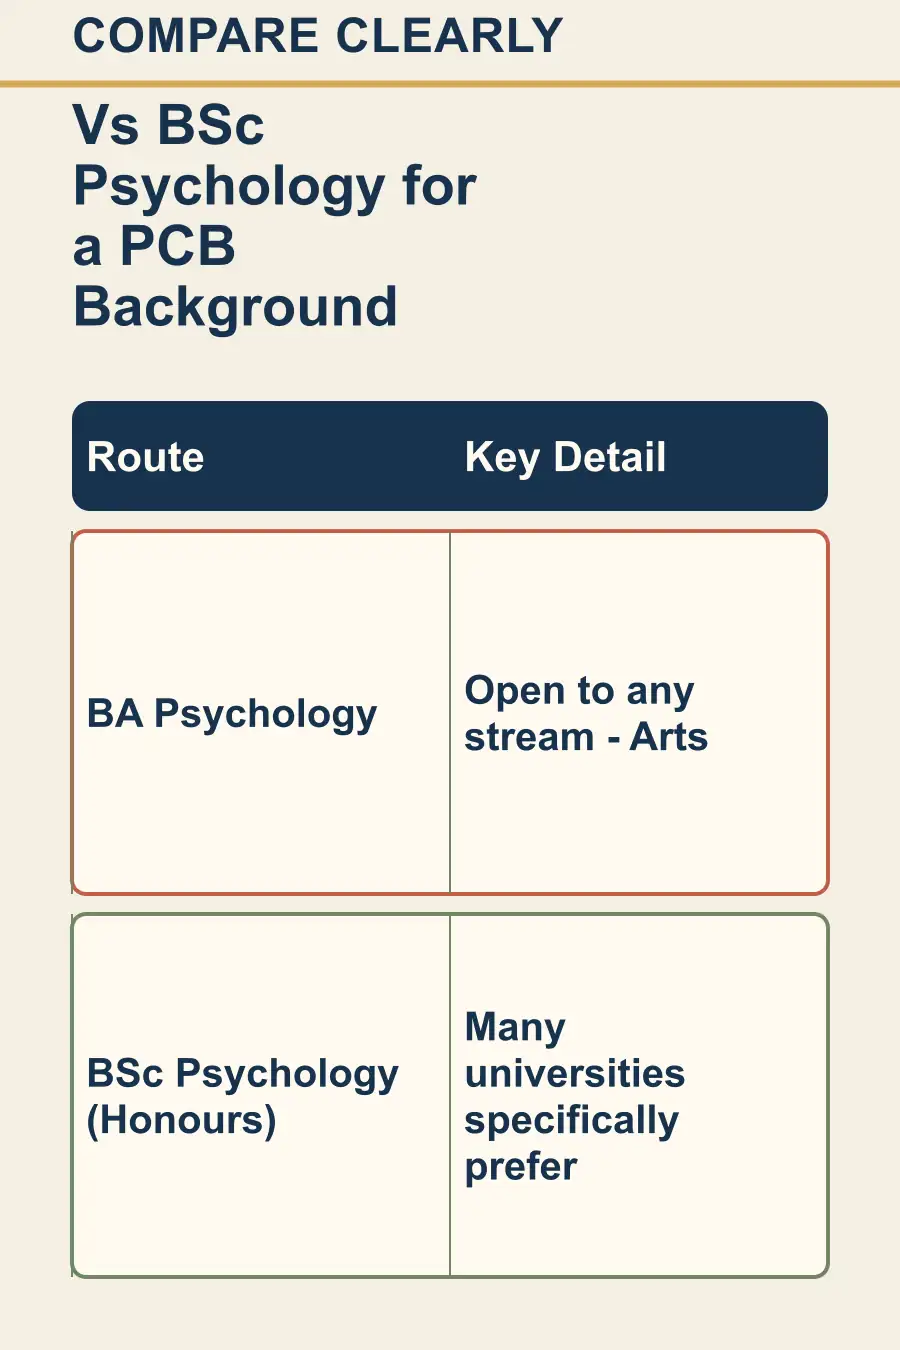 COMPARE CLEARLY
Vs BSc
Psychology for
a PCB
Background
Route
Key Detail
BA Psychology
Open to any
stream - Arts
BSc Psychology
(Honours)
Many
universities
specifically
prefer